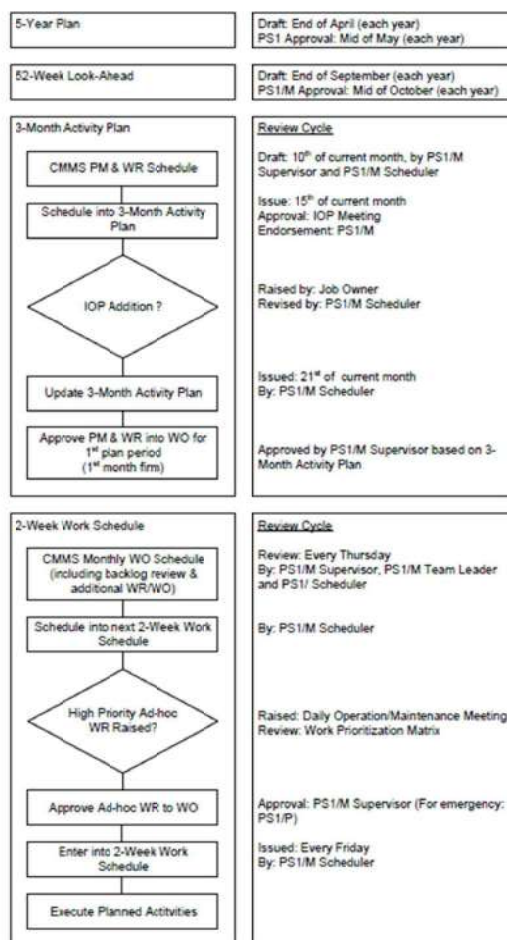 5-Year Plan
Draft: End of April (each year)
PS1 Approval: Mid of May (each year)
52-Week Look-Ahead
Draft: End of September (each year)
PS1/M Approval: Mid of October (each year)
3-Month Activity Plan
CMMS PM & WR Schedule
Schedule into 3-Month Activity
Plan
IOP Addition ?
Update 3-Month Activity Plan
Approve PM & WR into WO for
1st plan period
(1st month firm)
Review Cycle
Draft: 10th of current month, by PS1/M
Supervisor and PS1/M Scheduler
Issue: 15th of current month
Approval: IOP Meeting
Endorsement: PS1/M
Raised by: Job Owner
Revised by: PS1/M Scheduler
Issued: 21st of current month
By: PS1/M Scheduler
Approved by PS1/M Supervisor based on 3-
Month Activity Plan
2-Week Work Schedule
CMMS Monthly WO Schedule
(including backlog review &
additional WR/WO)
Schedule into next 2-Week Work
Schedule
High Priority Ad-hoc
WR Raised?
Approve Ad-hoc WR to WO
Enter into 2-Week Work
Schedule
Execute Planned Actitvities
Review Cycle
Review: Every Thursday
By: PS1/M Supervisor, PS1/M Team Leader
and PS1/ Scheduler
By: PS1/M Scheduler
Raised: Daily Operation/Maintenance Meeting
Review: Work Prioritization Matrix
Approval: PS1/M Supervisor (For emergency:
PS1/P)
Issued: Every Friday
By: PS1/M Scheduler